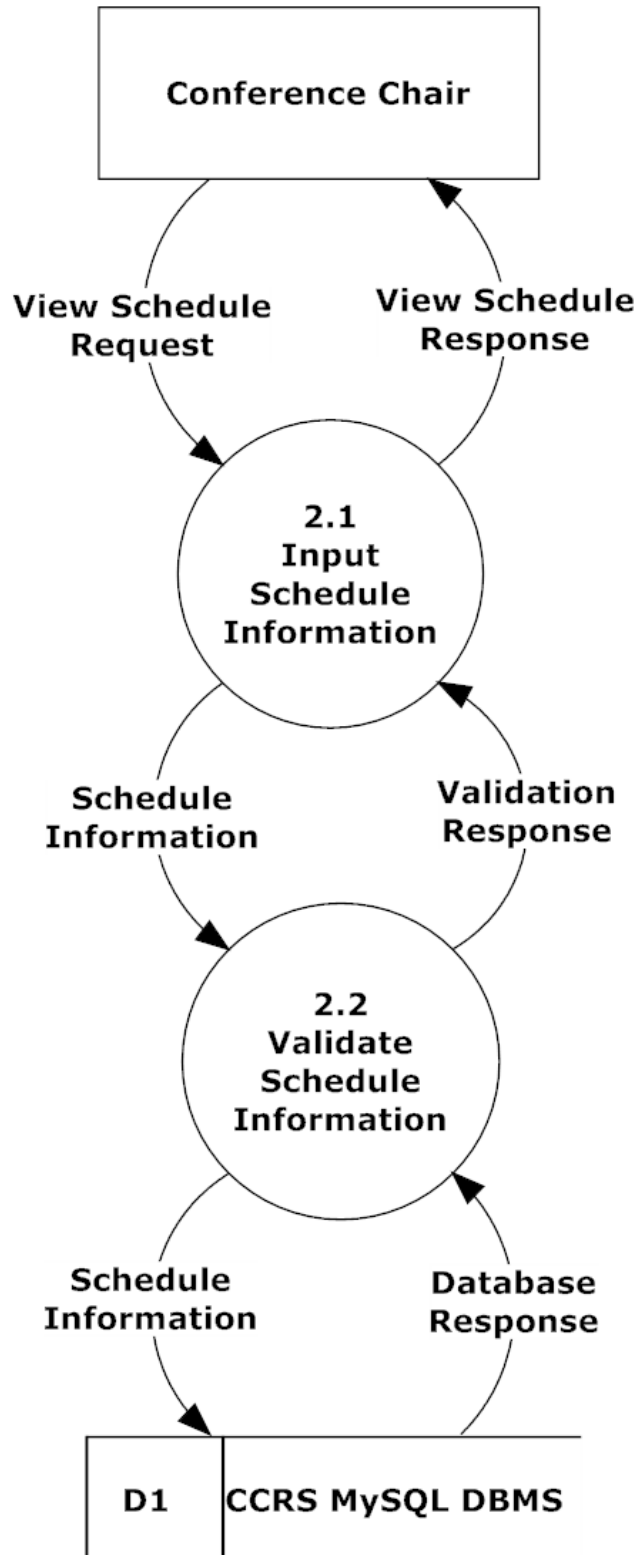 Conference Chair
View Schedule
Request
View Schedule
Response
2.1
Input
Schedule
Information
Schedule
Information
Validation
Response
2.2
Validate
Schedule
Information
Schedule
Information
Database
Response
D1
CCRS MySQL DBMS